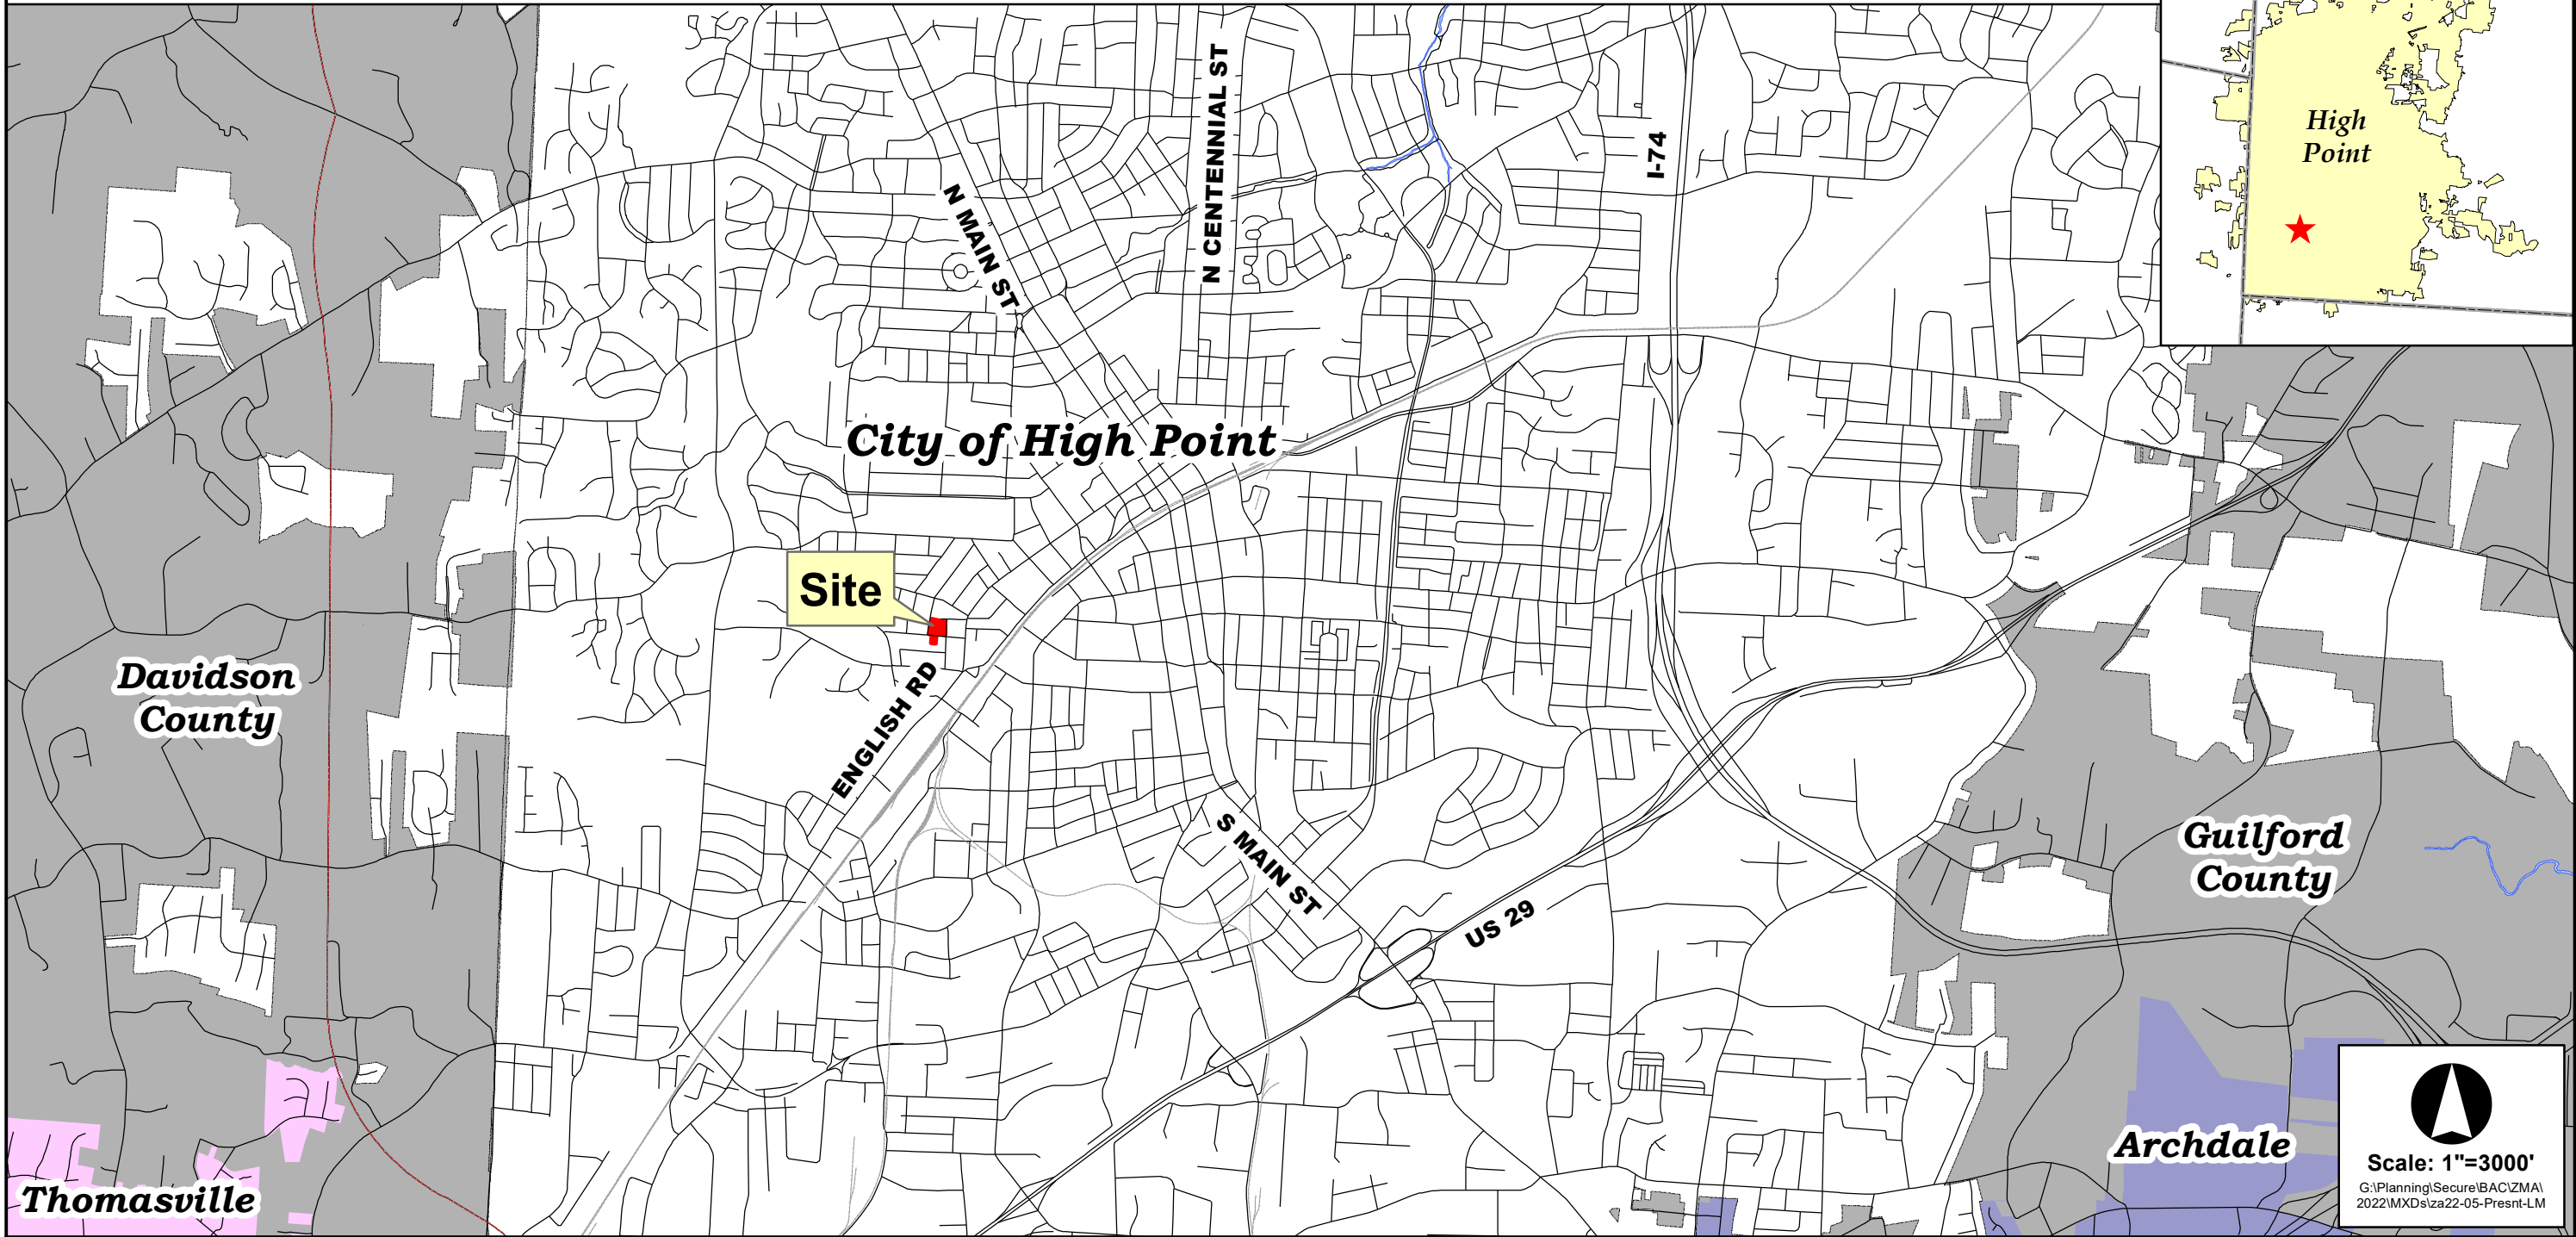 High
Point
N CENTENNIAL ST
I-74
N MAIN ST
City of High Point
Site
Davidson
County
ENGLISH RD
S MAIN ST
US 29
Guilford
County
Archdale
Thomasville
Scale: 1"=3000'
G:\Planning\Secure\BAC\ZMA\
2022\MXDs\za22-05-Presnt-LM